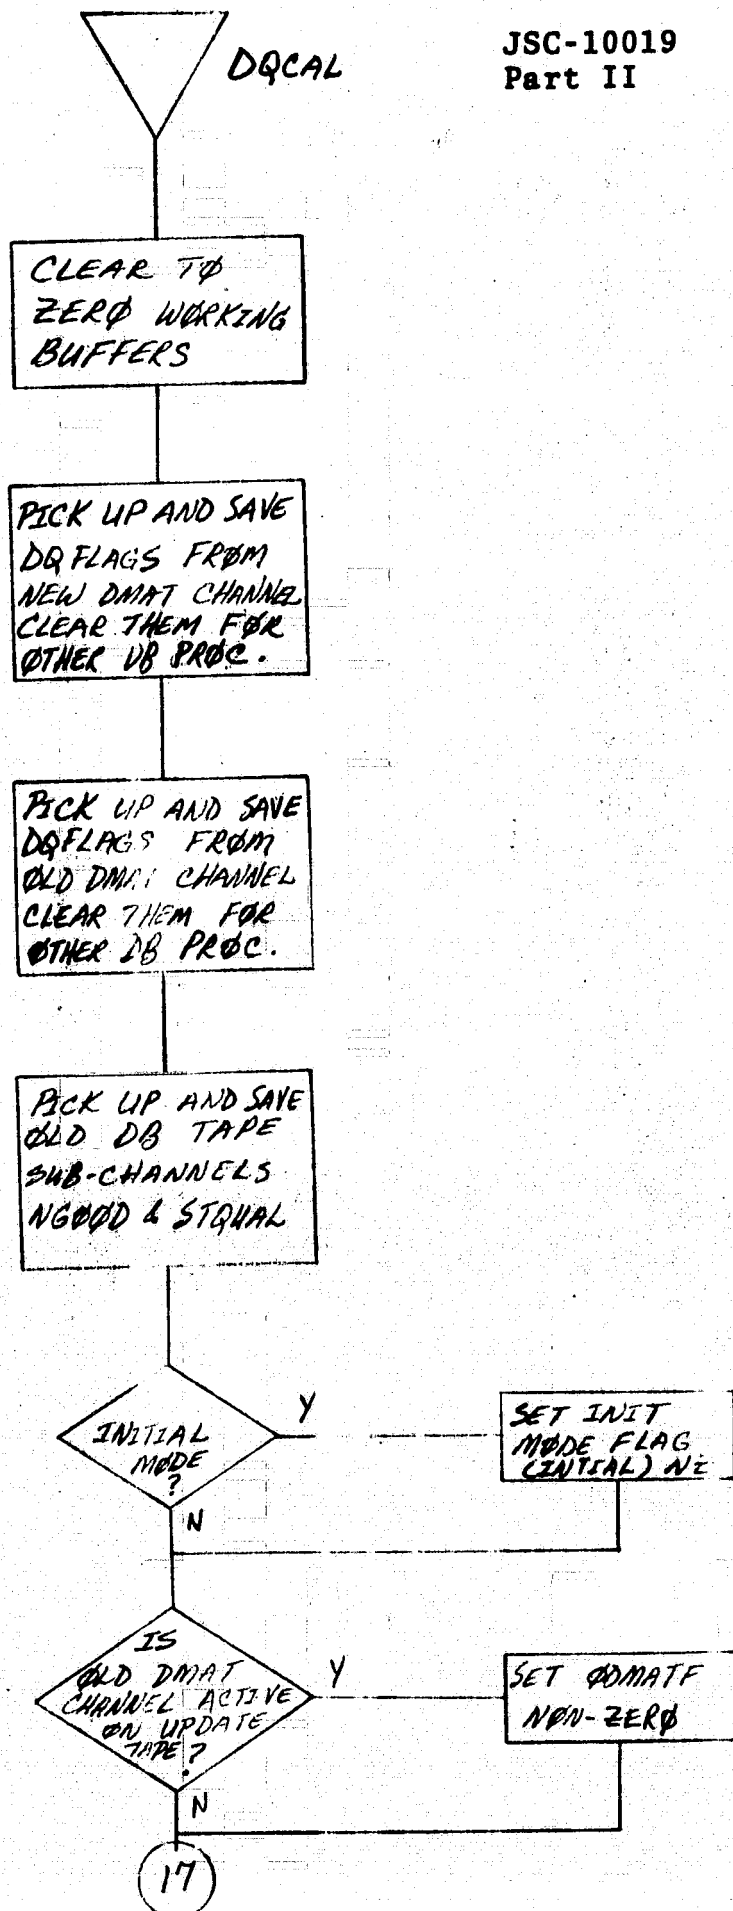 DQCAL
JSC-10019
Part II
CLEAR TØ
ZERØ WØRKING
BUFFERS
PICK UP AND SAVE
DQ FLAGS FRØM
NEW DMAT CHANNEL
CLEAR THEM FØR
ØTHER DB PRØC.
PICK UP AND SAVE
DQFLAGS FRØM
ØLD DMAT CHANNEL
CLEAR THEM FØR
ØTHER DB PRØC.
PICK UP AND SAVE
ØLD DB TAPE
SUB-CHANNELS
NGØØD & STQUAL
INITIAL
MØDE
?
Y
N
SET INIT
MØDE FLAG
(INTIAL)
IS
ØLD DMAT
CHANNEL ACTIVE
ØN UPDATE
TAPE?
Y
N
SET ØDMATF
NØN-ZERØ
17